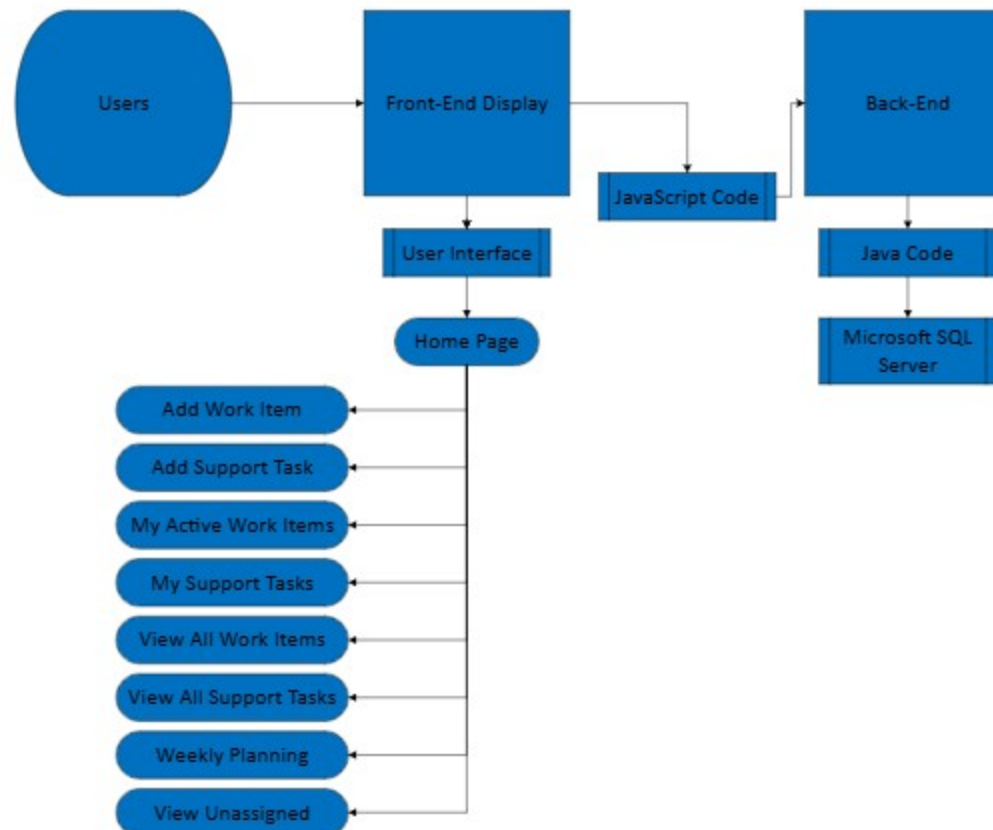 Users
Front-End Display
Back-End
JavaScript Code
User Interface
Java Code
Home Page
Microsoft SQL
Server
Add Work Item
Add Support Task
My Active Work Items
My Support Tasks
View All Work Items
View All Support Tasks
Weekly Planning
View Unassigned